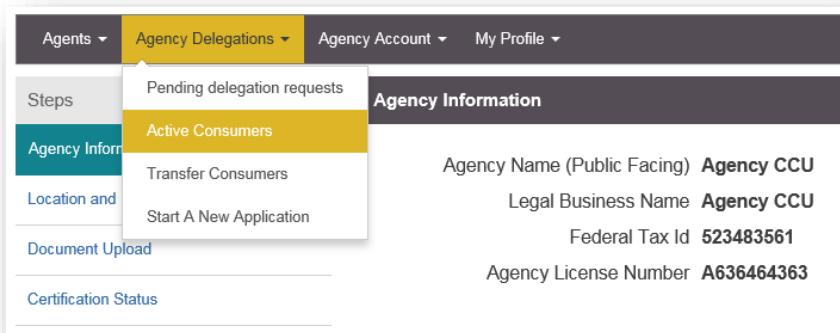 Agents Agency Delegations Agency Account My Profile
Steps
Agency Inform
Location and
Document Upload
Certification Status
Pending delegation requests
Active Consumers
Transfer Consumers
Start A New Application
Agency Information
Agency Name (Public Facing) Agency CCU
Legal Business Name Agency CCU
Federal Tax Id 523483561
Agency License Number A636464363